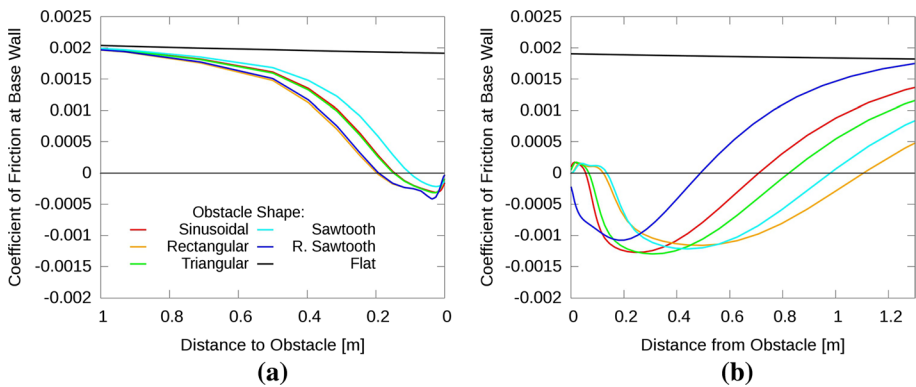 Coefficient of Friction at Base Wall
0.0025
0.002
0.0015
0.001
0.0005
0
-0.0005
-0.001
-0.0015
-0.002
Obstacle Shape:
Sinusoidal
Sawtooth
Rectangular
R. Sawtooth
Triangular
Flat
1 0.8 0.6 0.4 0.2 0
Distance to Obstacle [m]
(a)
Coefficient of Friction at Base Wall
0.0025
0.002
0.0015
0.001
0.0005
0
-0.0005
-0.001
-0.0015
-0.002
0 0.2 0.4 0.6 0.8 1 1.2
Distance from Obstacle [m]
(b)